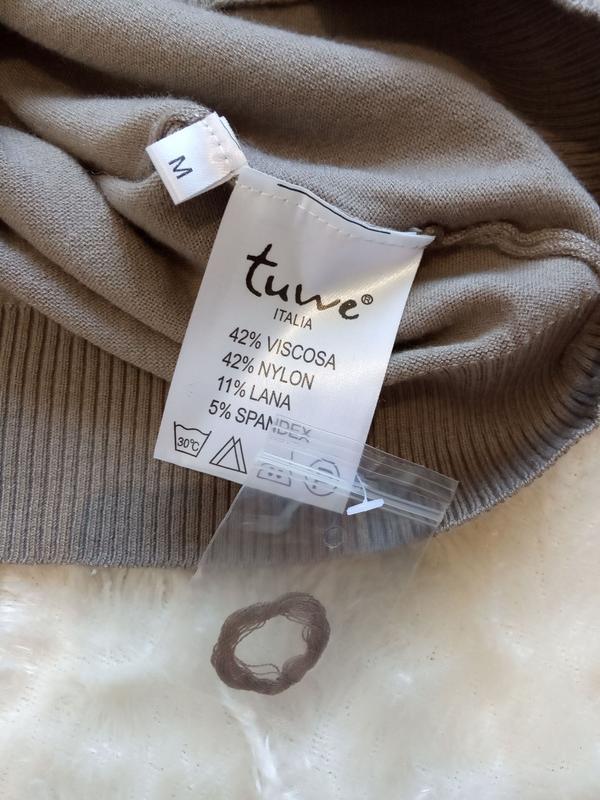 M
tuwe®
ITALIA
42% VISCOSA
42% NYLON
11% LANA
5% SPANDEX
30°C